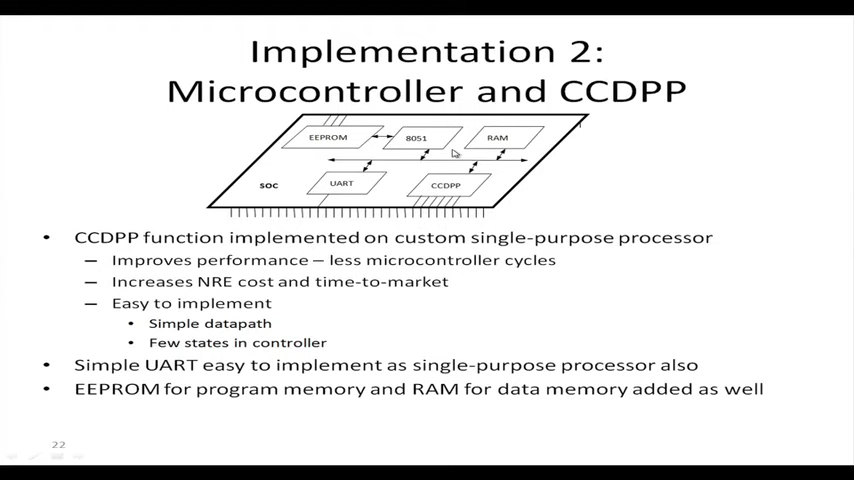 Implementation 2:
Microcontroller and CCDPP
EEPROM 8051 RAM
SOC UART CCDPP
• CCDPP function implemented on custom single-purpose processor
– Improves performance – less microcontroller cycles
– Increases NRE cost and time-to-market
– Easy to implement
• Simple datapath
• Few states in controller
• Simple UART easy to implement as single-purpose processor also
• EEPROM for program memory and RAM for data memory added as well
22